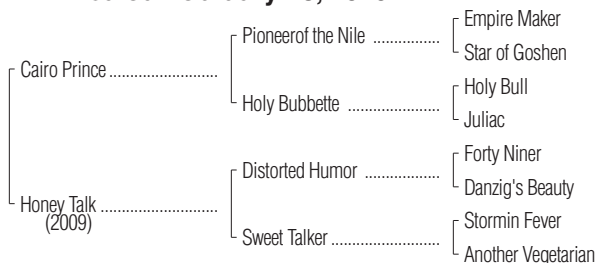 Empire Maker
Pioneerof the Nile ................
Star of Goshen
Cairo Prince ..........................
Holy Bull
Holy Bubbette ......................
Juliac
Forty Niner
Distorted Humor ..................
Danzig's Beauty
Honey Talk ............................
(2009)
Stormin Fever
Sweet Talker ..........................
Another Vegetarian